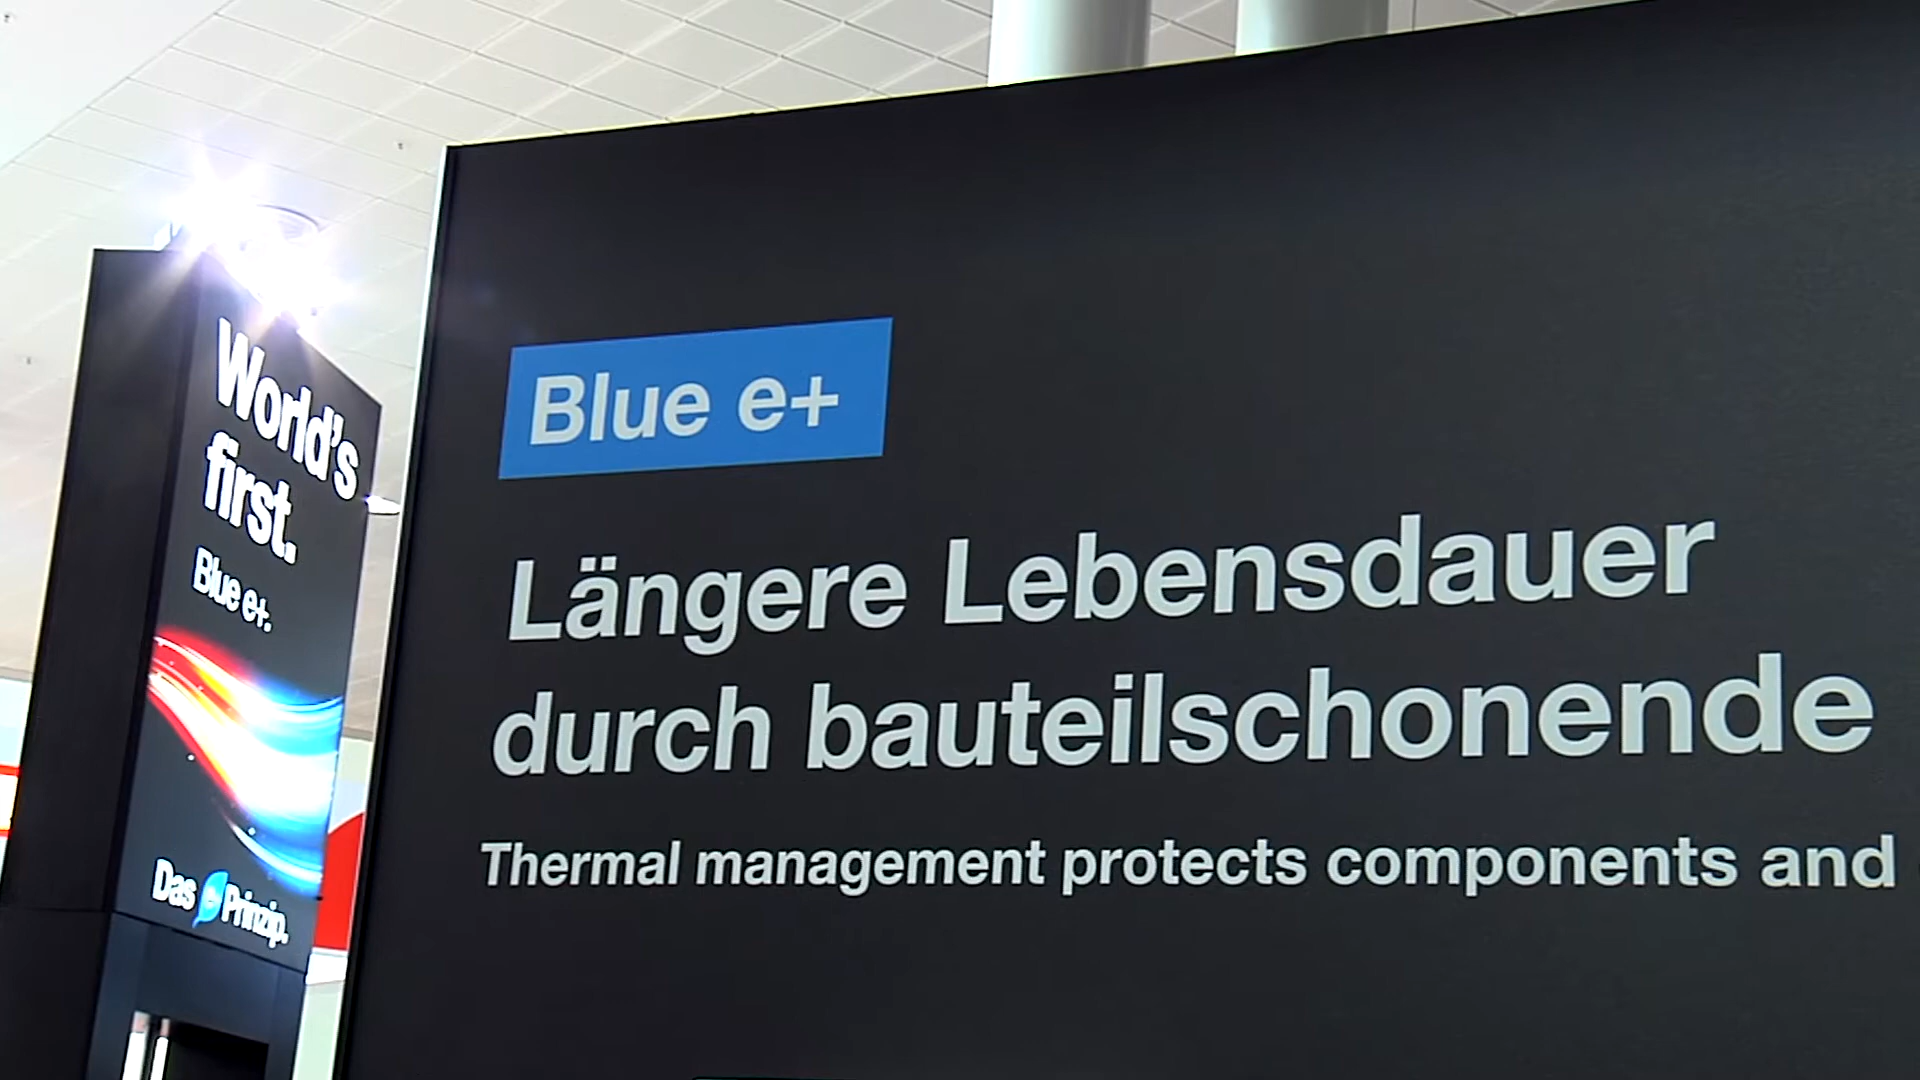 World's
first.
Blue e+.
Das e Prinzip.
Blue e+
Längere Lebensdauer
durch bauteilschonende
Thermal management protects components and